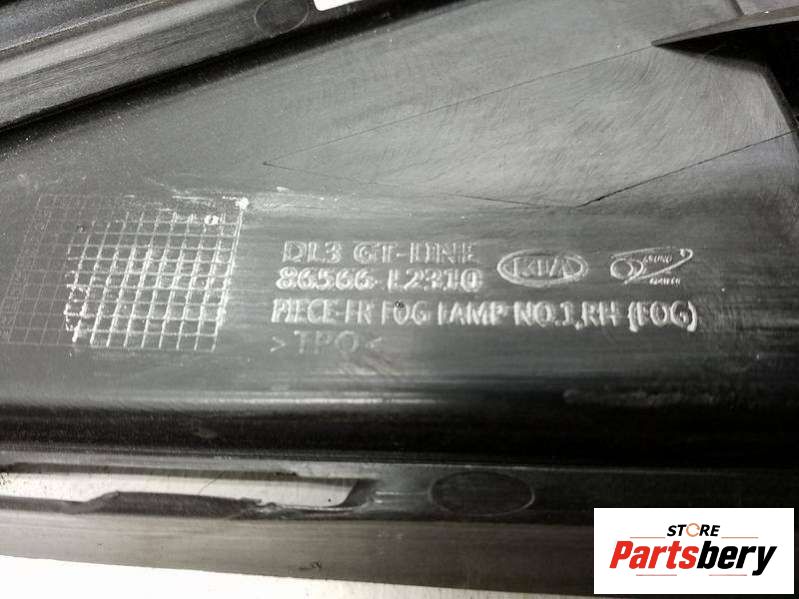 DL3 GT-LINE
KIA
86566-L2310
PIECE-FR FOG LAMP NO.1,RH (FOG)
>TPO<
STORE
Partsbery